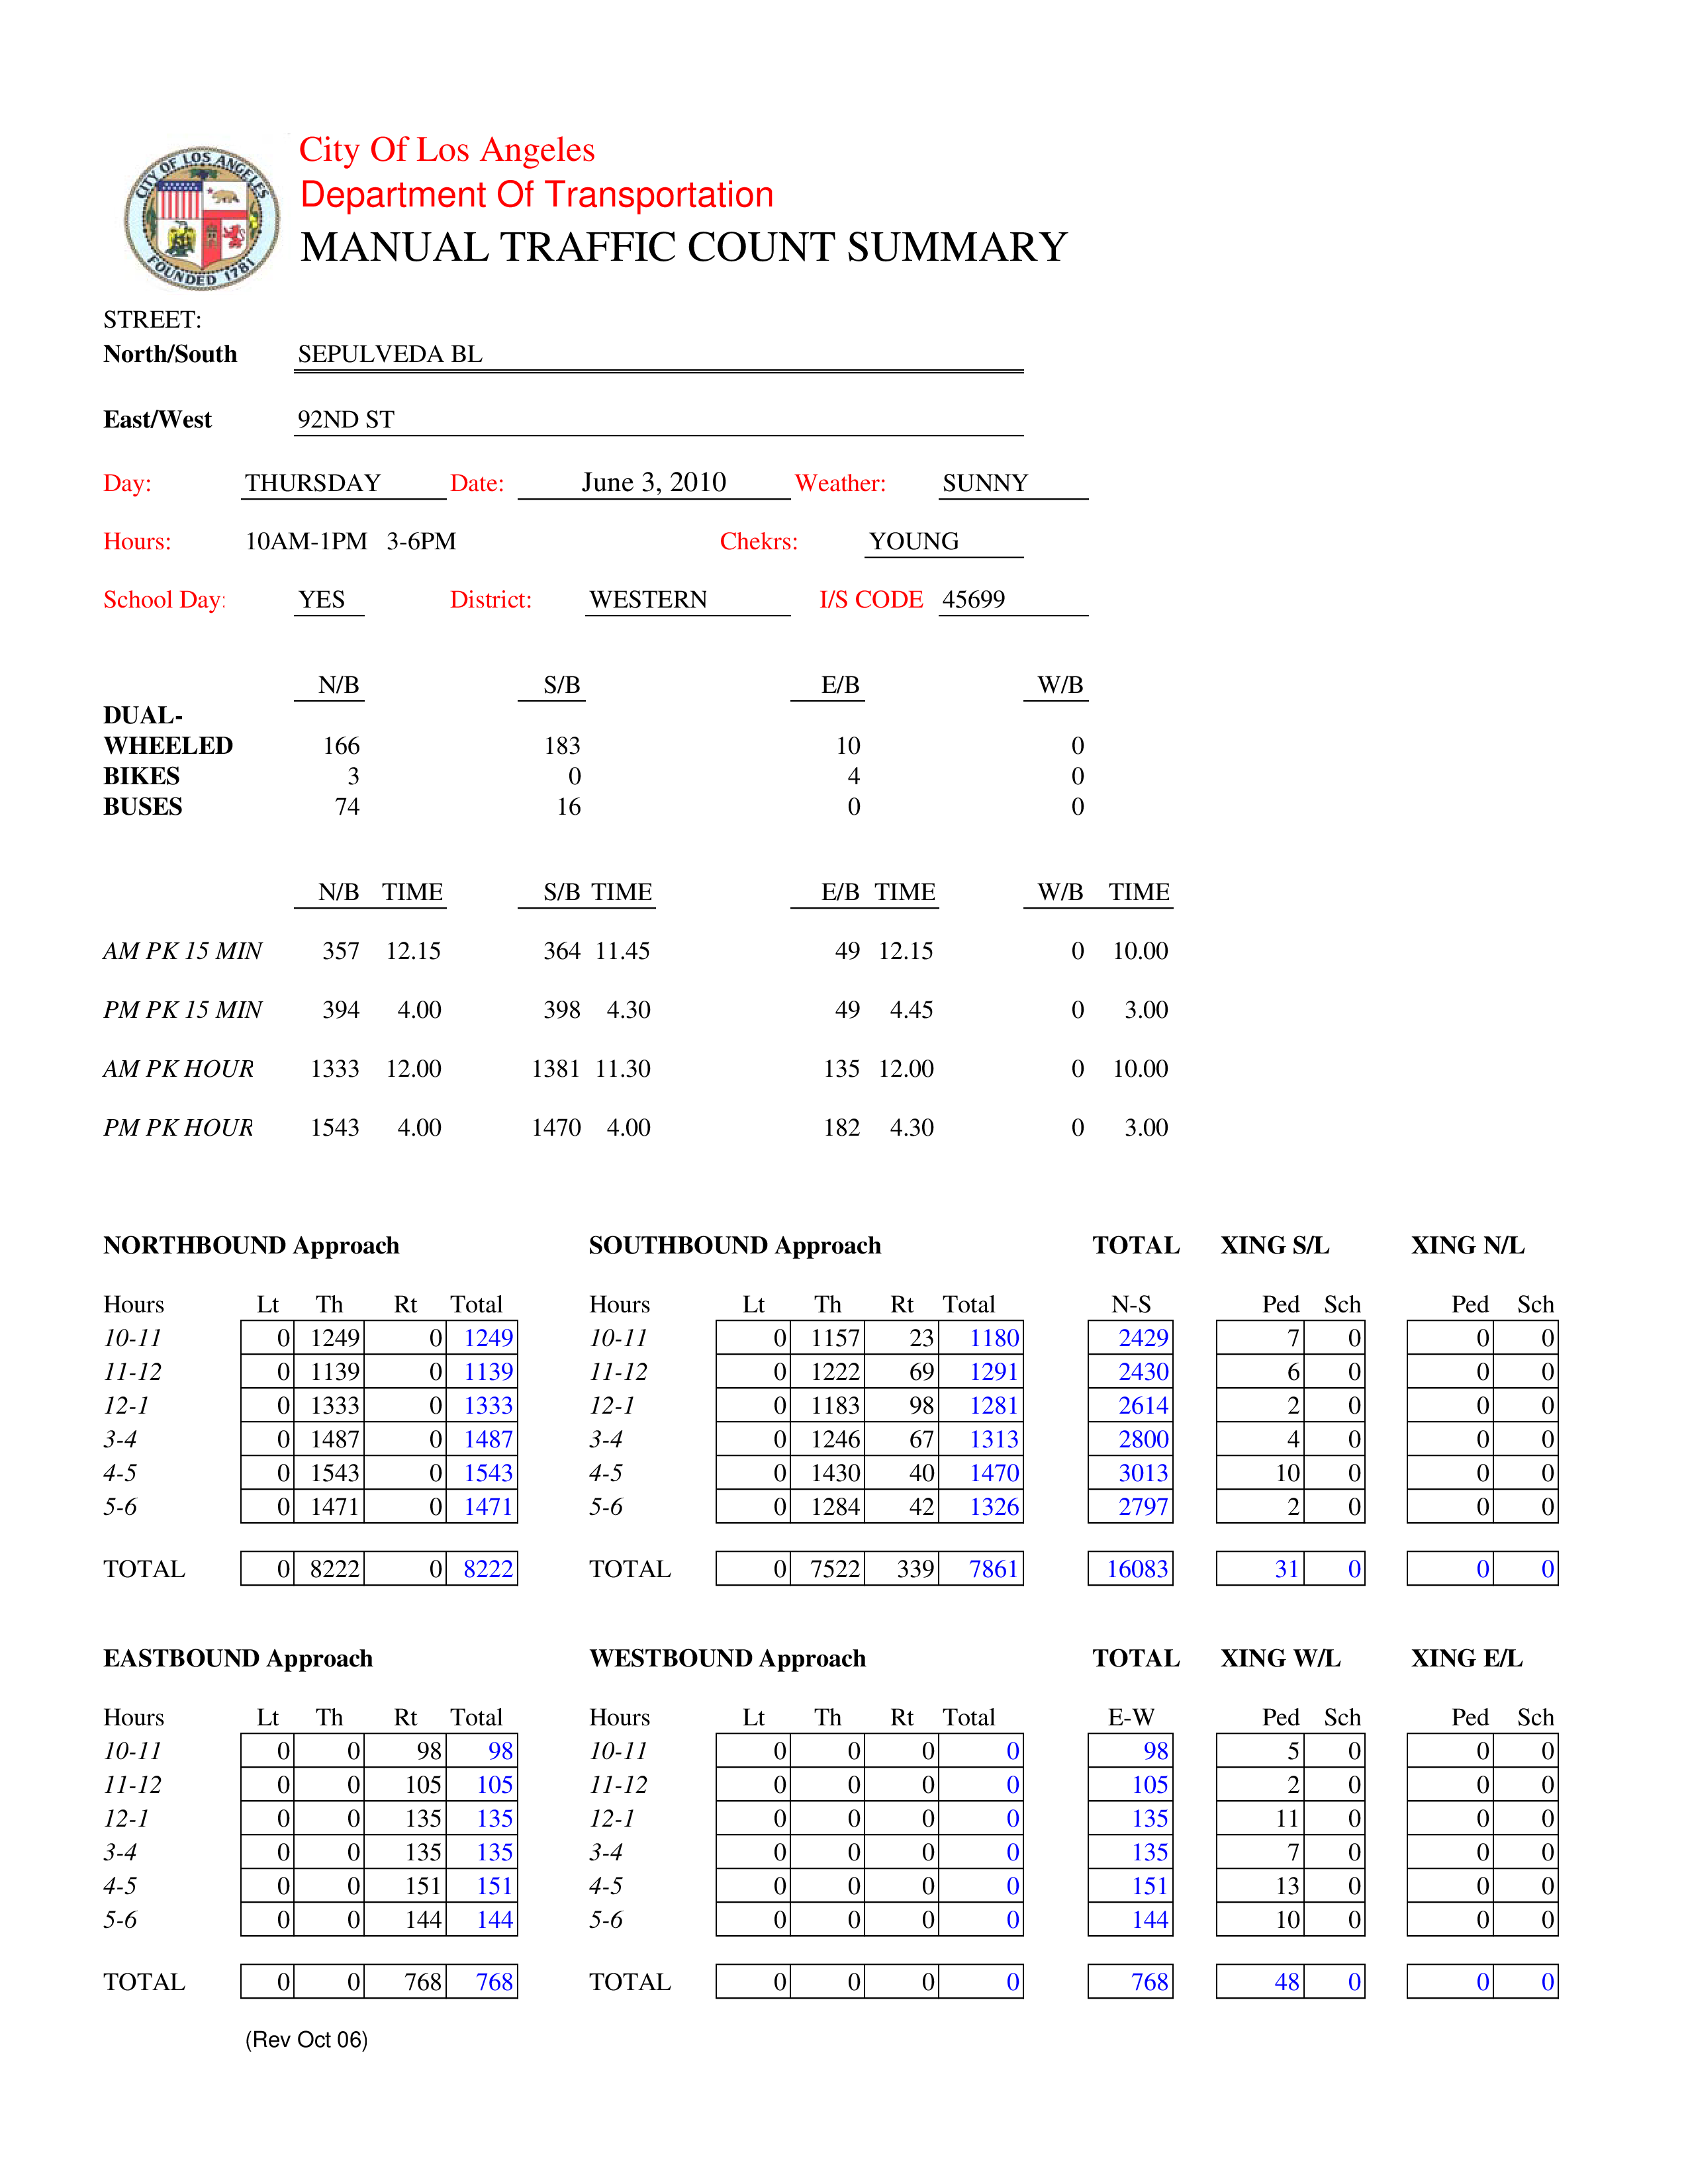 CITY OF LOS ANGELES
FOUNDED 1781
City Of Los Angeles
Department Of Transportation
MANUAL TRAFFIC COUNT SUMMARY
STREET:
North/South SEPULVEDA BL
East/West 92ND ST
Day: THURSDAY Date: June 3, 2010 Weather: SUNNY
Hours: 10AM-1PM 3-6PM Chekrs: YOUNG
School Day: YES District: WESTERN I/S CODE 45699
N/B S/B E/B W/B
DUAL-
WHEELED 166 183 10 0
BIKES 3 0 4 0
BUSES 74 16 0 0
N/B TIME S/B TIME E/B TIME W/B TIME
AM PK 15 MIN 357 12.15 364 11.45 49 12.15 0 10.00
PM PK 15 MIN 394 4.00 398 4.30 49 4.45 0 3.00
AM PK HOUR 1333 12.00 1381 11.30 135 12.00 0 10.00
PM PK HOUR 1543 4.00 1470 4.00 182 4.30 0 3.00
NORTHBOUND Approach SOUTHBOUND Approach TOTAL XING S/L XING N/L
Hours Lt Th Rt Total Hours Lt Th Rt Total N-S Ped Sch Ped Sch
10-11 0 1249 0 1249 10-11 0 1157 23 1180 2429 7 0 0 0
11-12 0 1139 0 1139 11-12 0 1222 69 1291 2430 6 0 0 0
12-1 0 1333 0 1333 12-1 0 1183 98 1281 2614 2 0 0 0
3-4 0 1487 0 1487 3-4 0 1246 67 1313 2800 4 0 0 0
4-5 0 1543 0 1543 4-5 0 1430 40 1470 3013 10 0 0 0
5-6 0 1471 0 1471 5-6 0 1284 42 1326 2797 2 0 0 0
TOTAL 0 8222 0 8222 TOTAL 0 7522 339 7861 16083 31 0 0 0
EASTBOUND Approach WESTBOUND Approach TOTAL XING W/L XING E/L
Hours Lt Th Rt Total Hours Lt Th Rt Total E-W Ped Sch Ped Sch
10-11 0 0 98 98 10-11 0 0 0 0 98 5 0 0 0
11-12 0 0 105 105 11-12 0 0 0 0 105 2 0 0 0
12-1 0 0 135 135 12-1 0 0 0 0 135 11 0 0 0
3-4 0 0 135 135 3-4 0 0 0 0 135 7 0 0 0
4-5 0 0 151 151 4-5 0 0 0 0 151 13 0 0 0
5-6 0 0 144 144 5-6 0 0 0 0 144 10 0 0 0
TOTAL 0 0 768 768 TOTAL 0 0 0 0 768 48 0 0 0
(Rev Oct 06)